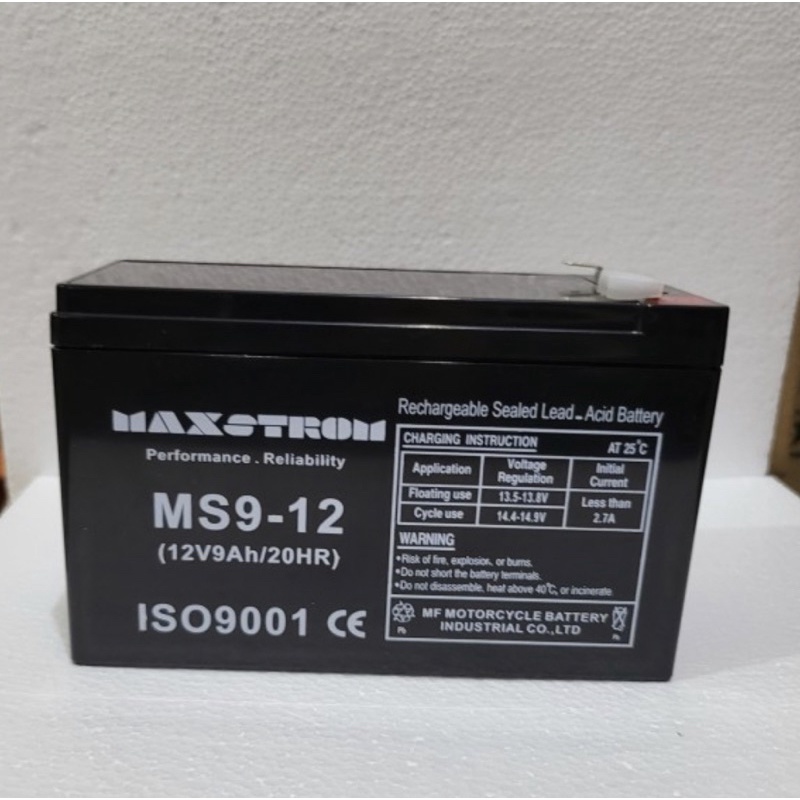 MAXSTROM
Performance . Reliability
MS9-12
(12V9Ah/20HR)
ISO9001 CE
Rechargeable Sealed Lead-Acid Battery
CHARGING INSTRUCTION AT 25°C
Application Voltage Regulation Initial Current
Floating use 13.5-13.8V Less than 2.7A
Cycle use 14.4-14.9V
WARNING
•Risk of fire, explosion, or burns.
•Do not short the battery terminals.
•Do not disassemble, heat above 40°C, or incinerate
MF MOTORCYCLE BATTERY
INDUSTRIAL CO.,LTD
Pb Pb